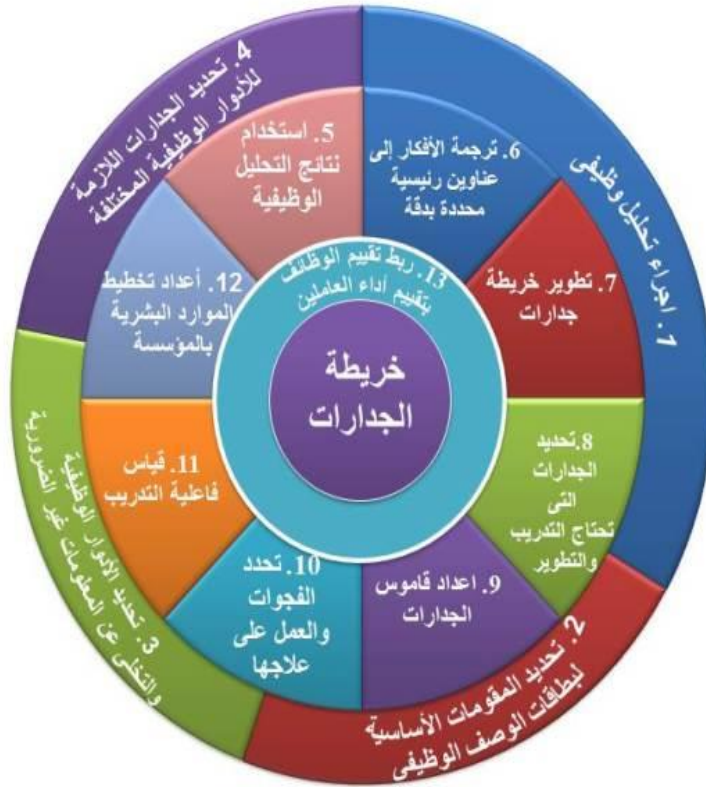 خريطة
الجدارات
1. اجراء تحليل وظيفى
2. تحديد المقومات الأساسية
لبطاقات الوصف الوظيفى
3. تحديد الأدوار الوظيفية
والتخلى عن المعلومات غير الضرورية
4. تحديد الجدارات اللازمة
للأدوار الوظيفية المختلفة
5. استخدام
نتائج التحليل
الوظيفية
6. ترجمة الأفكار إلى
عناوين رئيسية
محددة بدقة
7. تطوير خريطة
جدارات
8.تحديد
الجدارات
التى
تحتاج التدريب
والتطوير
9. اعداد قاموس
الجدارات
10. تحدد
الفجوات
والعمل على
علاجها
11. قياس
فاعلية التدريب
12. أعداد تخطيط
الموارد البشرية
بالمؤسسة
13. ربط تقييم الوظائف
بتقييم أداء العاملين